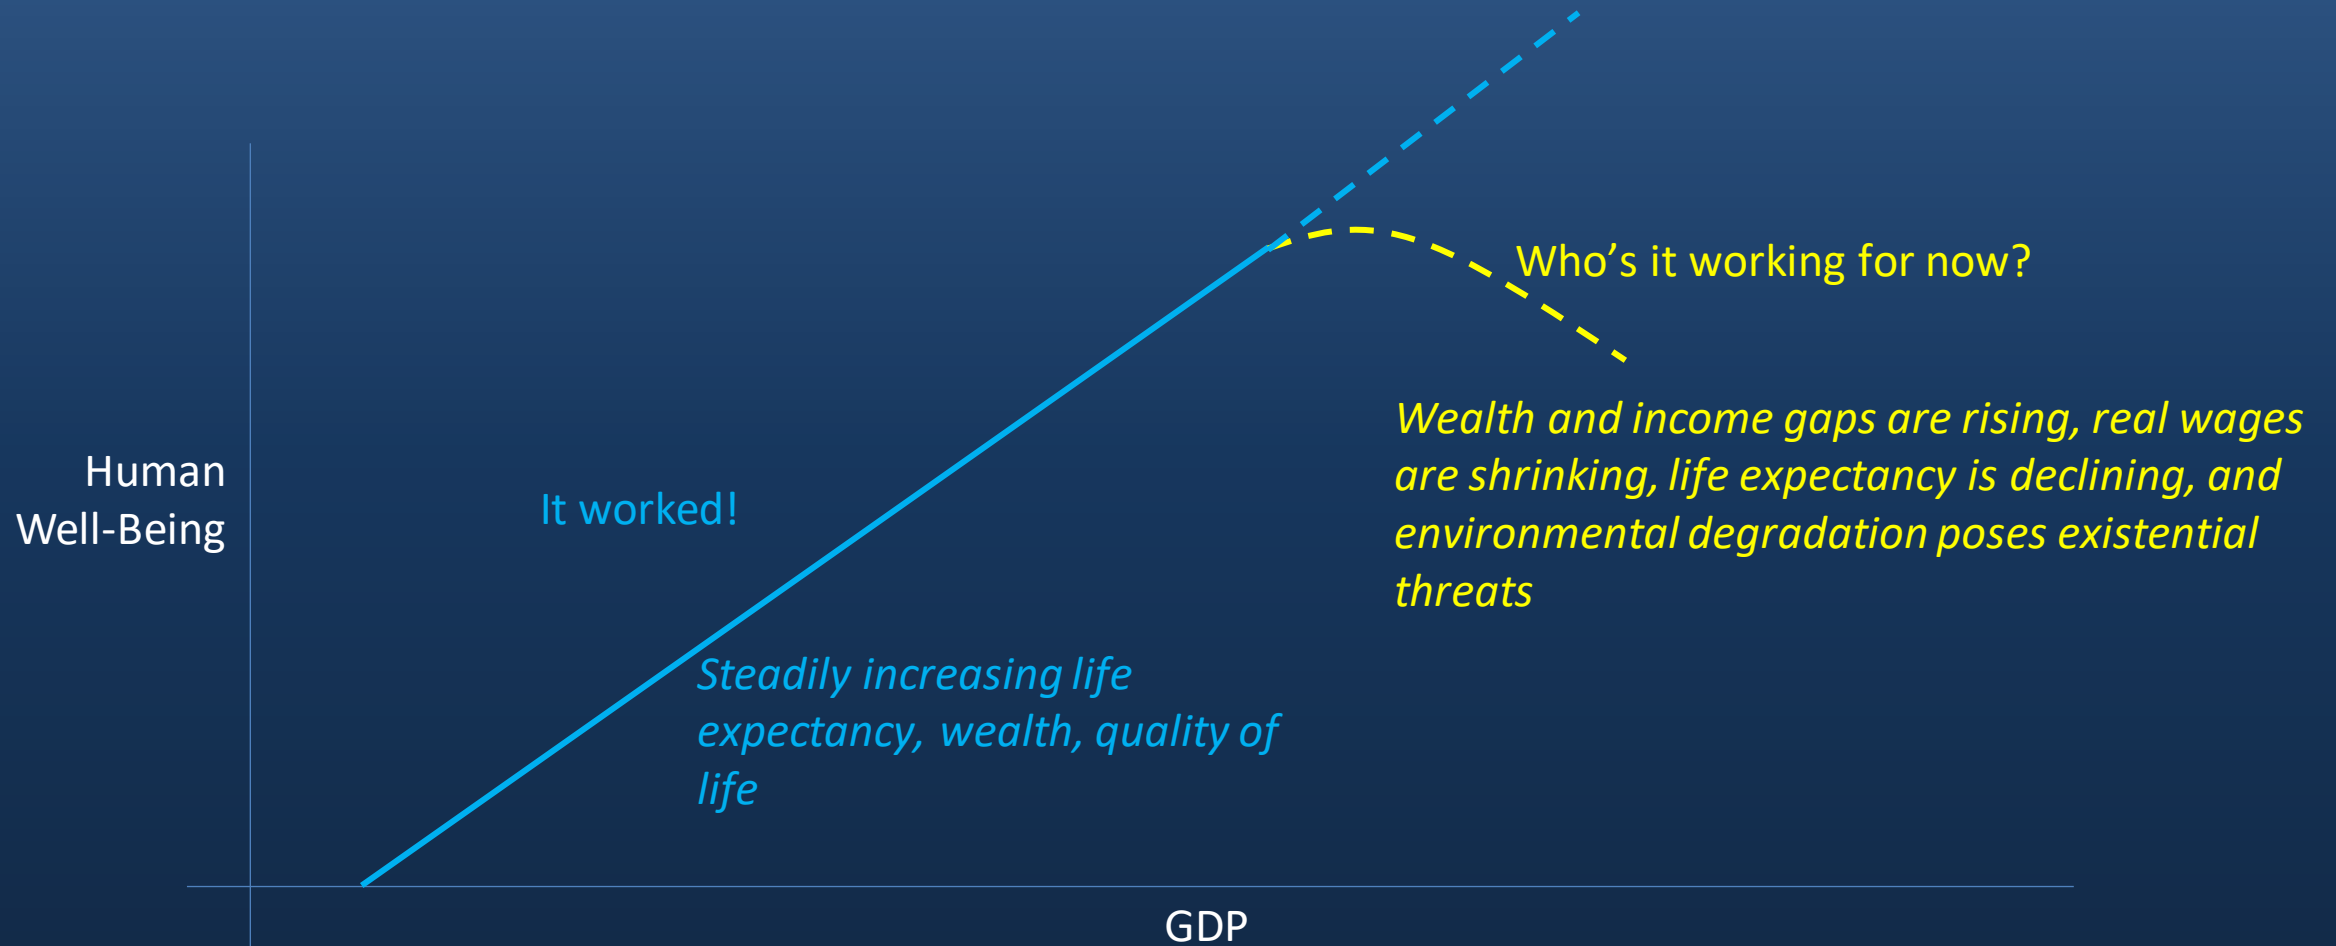 Who’s it working for now?
Human
Well-Being
It worked!
Wealth and income gaps are rising, real wages
are shrinking, life expectancy is declining, and
environmental degradation poses existential
threats
Steadily increasing life
expectancy, wealth, quality of
life
GDP